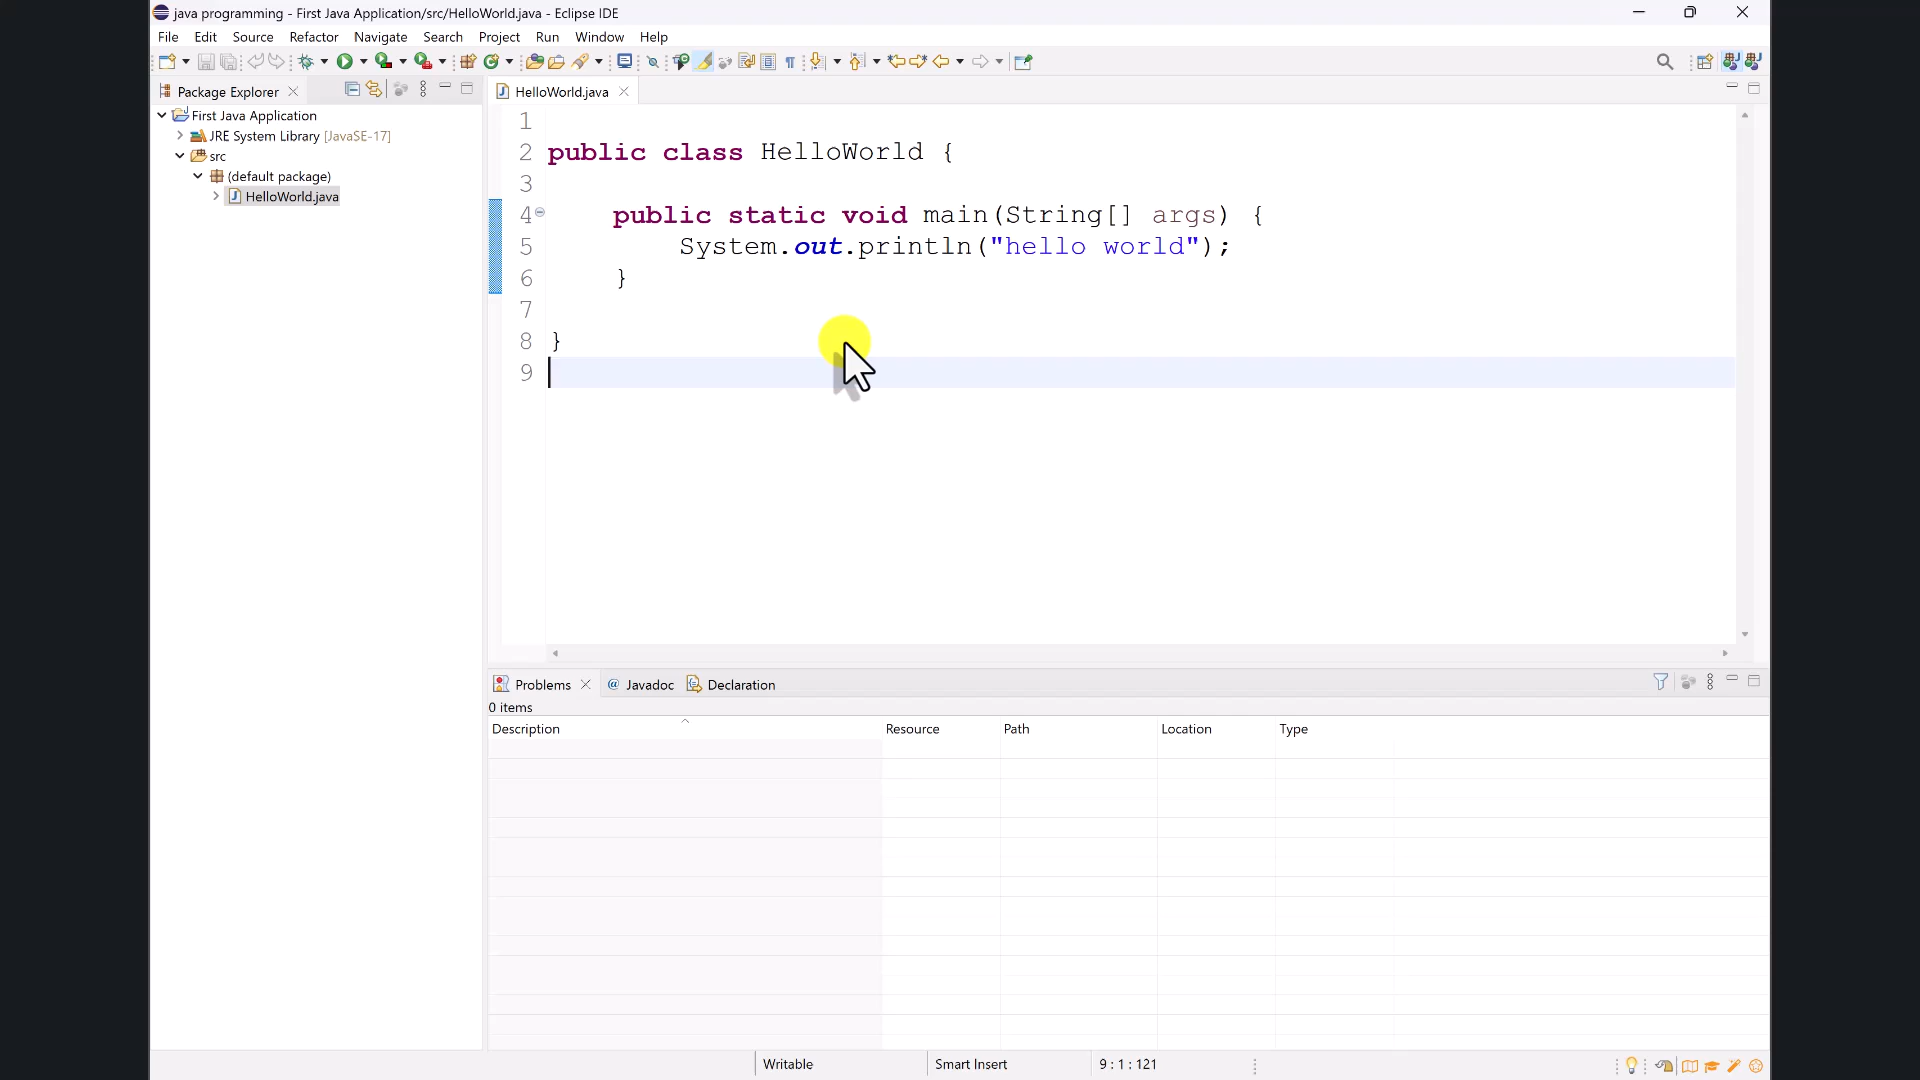 java programming - First Java Application/src/HelloWorld.java - Eclipse IDE
File Edit Source Refactor Navigate Search Project Run Window Help
Package Explorer
HelloWorld.java
First Java Application
JRE System Library [JavaSE-17]
src
(default package)
HelloWorld.java
1
2 public class HelloWorld {
3
4 public static void main(String[] args) {
5 System.out.println("hello world");
6 }
7
8 }
9
Problems @ Javadoc Declaration
0 items
Description Resource Path Location Type
Writable Smart Insert 9 : 1 : 121